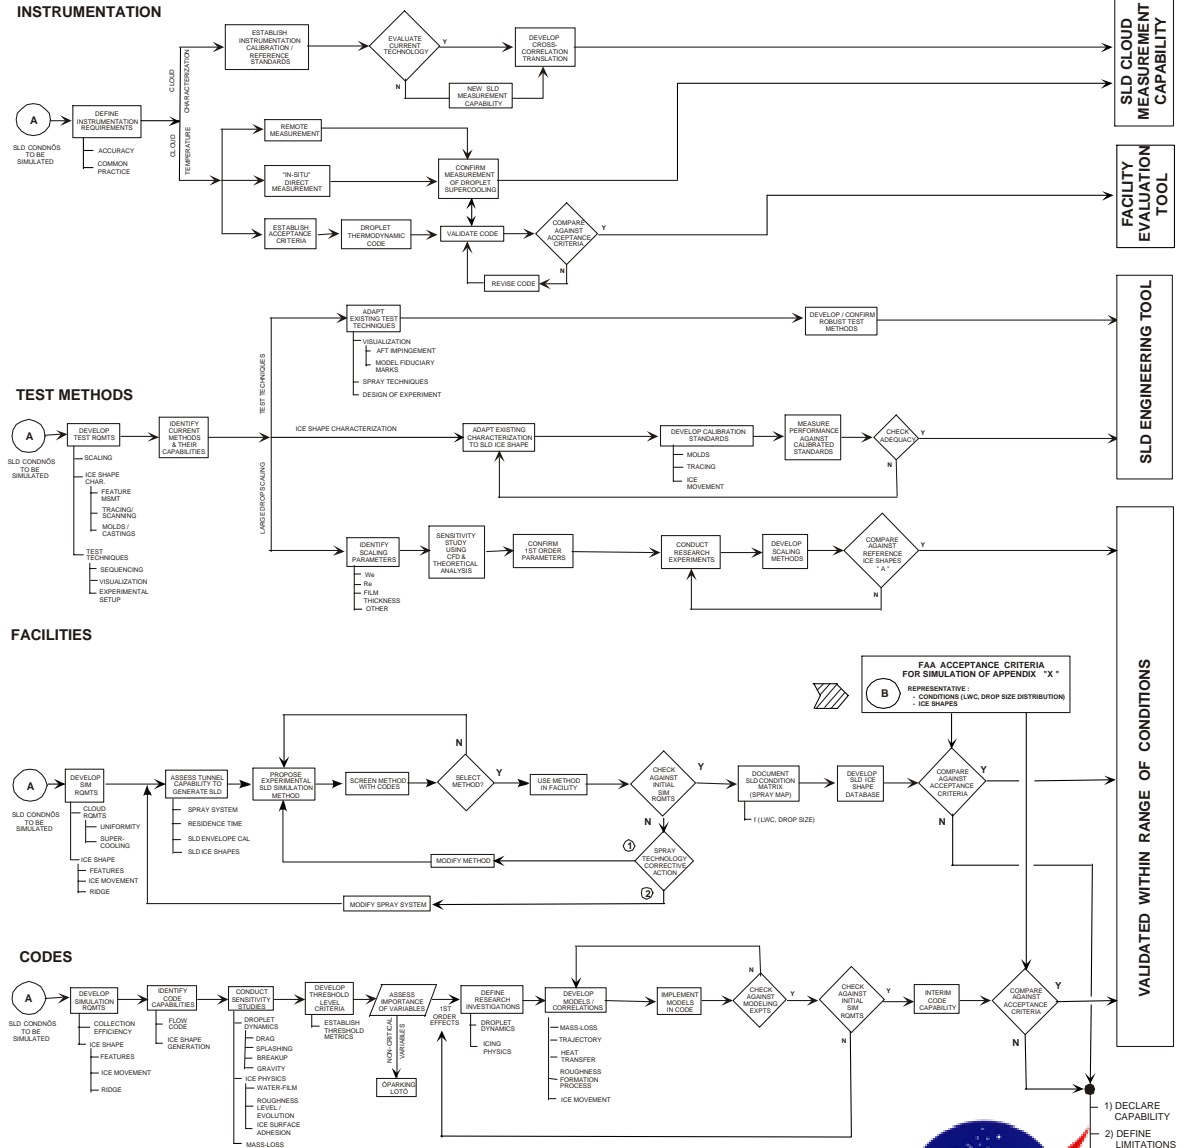 INSTRUMENTATION
ESTABLISH
INSTRUMENTATION
CALIBRATION /
REFERENCE
STANDARDS
EVALUATE
CURRENT
TECHNOLOGY
Y
N
DEVELOP
CROSS-
CORRELATION
TRANSLATION
NEW SLD
MEASUREMENT
CAPABILITY
SLD CLOUD
MEASUREMENT
CAPABILITY
CLOUD
CHARACTERIZATION
A
SLD CONDNÕS
TO BE
SIMULATED
DEFINE
INSTRUMENTATION
REQUIREMENTS
ACCURACY
COMMON
PRACTICE
CLOUD
TEMPERATURE
REMOTE
MEASUREMENT
"IN-SITU"
DIRECT
MEASUREMENT
CONFIRM
MEASUREMENT
OF DROPLET
SUPERCOOLING
ESTABLISH
ACCEPTANCE
CRITERIA
DROPLET
THERMODYNAMIC
CODE
VALIDATE CODE
COMPARE
AGAINST
ACCEPTANCE
CRITERIA
Y
N
REVISE CODE
FACILITY
EVALUATION
TOOL
TEST METHODS
A
SLD CONDNÕS
TO BE
SIMULATED
DEVELOP
TEST RQMTS
SCALING
ICE SHAPE
CHAR.
FEATURE
MSMT
TRACING/
SCANNING
MOLDS /
CASTINGS
TEST
TECHNIQUES
SEQUENCING
VISUALIZATION
EXPERIMENTAL
SETUP
IDENTIFY
CURRENT
METHODS
& THEIR
CAPABILITIES
TEST TECHNIQUES
ADAPT
EXISTING TEST
TECHNIQUES
VISUALIZATION
AFT IMPINGEMENT
MODEL FIDUCIARY
MARKS
SPRAY TECHNIQUES
DESIGN OF EXPERIMENT
DEVELOP / CONFIRM
ROBUST TEST
METHODS
ICE SHAPE CHARACTERIZATION
ADAPT EXISTING
CHARACTERIZATION
TO SLD ICE SHAPE
DEVELOP CALIBRATION
STANDARDS
MOLDS
TRACING
ICE
MOVEMENT
MEASURE
PERFORMANCE
AGAINST
CALIBRATED
STANDARDS
CHECK
ADEQUACY
Y
N
SLD ENGINEERING TOOL
LARGE DROP SCALING
IDENTIFY
SCALING
PARAMETERS
We
Re
FILM
THICKNESS
OTHER
SENSITIVITY
STUDY
USING
CFD &
THEORETICAL
ANALYSIS
CONFIRM
1ST ORDER
PARAMETERS
CONDUCT
RESEARCH
EXPERIMENTS
DEVELOP
SCALING
METHODS
COMPARE
AGAINST
REFERENCE
ICE SHAPES
" A "
Y
N
VALIDATED WITHIN RANGE OF CONDITIONS
FACILITIES
FAA ACCEPTANCE CRITERIA
FOR SIMULATION OF APPENDIX "X "
B
REPRESENTATIVE :
- CONDITIONS (LWC, DROP SIZE DISTRIBUTION)
- ICE SHAPES
A
SLD CONDNÕS
TO BE
SIMULATED
DEVELOP
SIM
RQMTS
CLOUD
RQMTS
UNIFORMITY
SUPER-
COOLING
ICE SHAPE
FEATURES
ICE MOVEMENT
RIDGE
ASSESS TUNNEL
CAPABILITY TO
GENERATE SLD
SPRAY SYSTEM
RESIDENCE TIME
SLD ENVELOPE CAL
SLD ICE SHAPES
PROPOSE
EXPERIMENTAL
SLD SIMULATION
METHOD
SCREEN METHOD
WITH CODES
SELECT
METHOD?
N
Y
USE METHOD
IN FACILITY
CHECK
AGAINST
INITIAL
SIM
RQMTS
Y
N
DOCUMENT
SLD CONDITION
MATRIX
(SPRAY MAP)
f (LWC, DROP SIZE)
DEVELOP
SLD ICE
SHAPE
DATABASE
COMPARE
AGAINST
ACCEPTANCE
CRITERIA
Y
N
1
SPRAY
TECHNOLOGY
CORRECTIVE
ACTION
2
MODIFY METHOD
MODIFY SPRAY SYSTEM
CODES
A
SLD CONDNÕS
TO BE
SIMULATED
DEVELOP
SIMULATION
RQMTS
COLLECTION
EFFICIENCY
ICE SHAPE
FEATURES
ICE MOVEMENT
RIDGE
IDENTIFY
CODE
CAPABILITIES
FLOW
CODE
ICE SHAPE
GENERATION
CONDUCT
SENSITIVITY
STUDIES
DROPLET
DYNAMICS
DRAG
SPLASHING
BREAKUP
GRAVITY
ICE PHYSICS
WATER-FILM
ROUGHNESS
LEVEL /
EVOLUTION
ICE SURFACE
ADHESION
MASS-LOSS
DEVELOP
THRESHOLD
LEVEL
CRITERIA
ESTABLISH
THRESHOLD
METRICS
ASSESS
IMPORTANCE
OF VARIABLES
NON-CRITICAL
VARIABLES
ÒPARKING
LOTÓ
1ST
ORDER
EFFECTS
DEFINE
RESEARCH
INVESTIGATIONS
DROPLET
DYNAMICS
ICING
PHYSICS
DEVELOP
MODELS /
CORRELATIONS
MASS-LOSS
TRAJECTORY
HEAT
TRANSFER
ROUGHNESS
FORMATION
PROCESS
ICE MOVEMENT
IMPLEMENT
MODELS
IN CODE
CHECK
AGAINST
MODELING
EXPTS
N
Y
CHECK
AGAINST
INITIAL
SIM
RQMTS
Y
N
INTERIM
CODE
CAPABILITY
COMPARE
AGAINST
ACCEPTANCE
CRITERIA
Y
N
1) DECLARE
CAPABILITY
2) DEFINE
LIMITATIONS